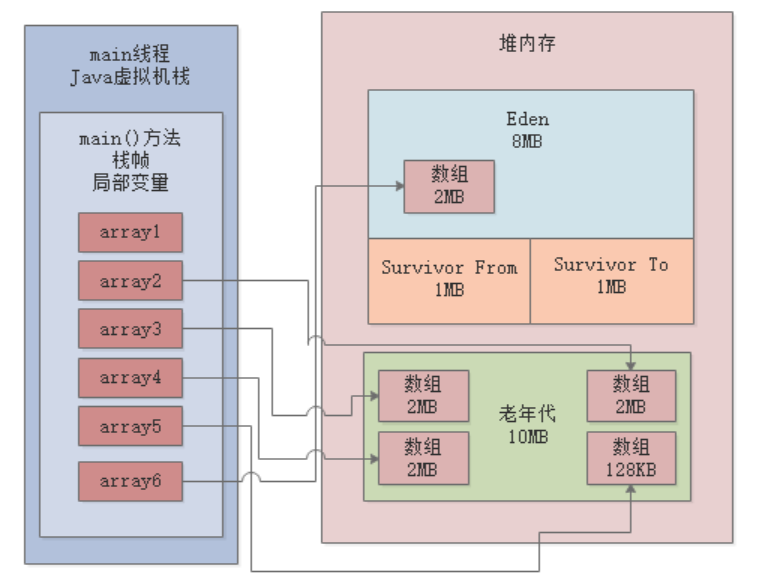 main线程
Java虚拟机栈
main()方法
栈帧
局部变量
array1
array2
array3
array4
array5
array6
堆内存
Eden
8MB
数组
2MB
Survivor From
1MB
Survivor To
1MB
数组
2MB
数组
2MB
老年代
10MB
数组
2MB
数组
128KB